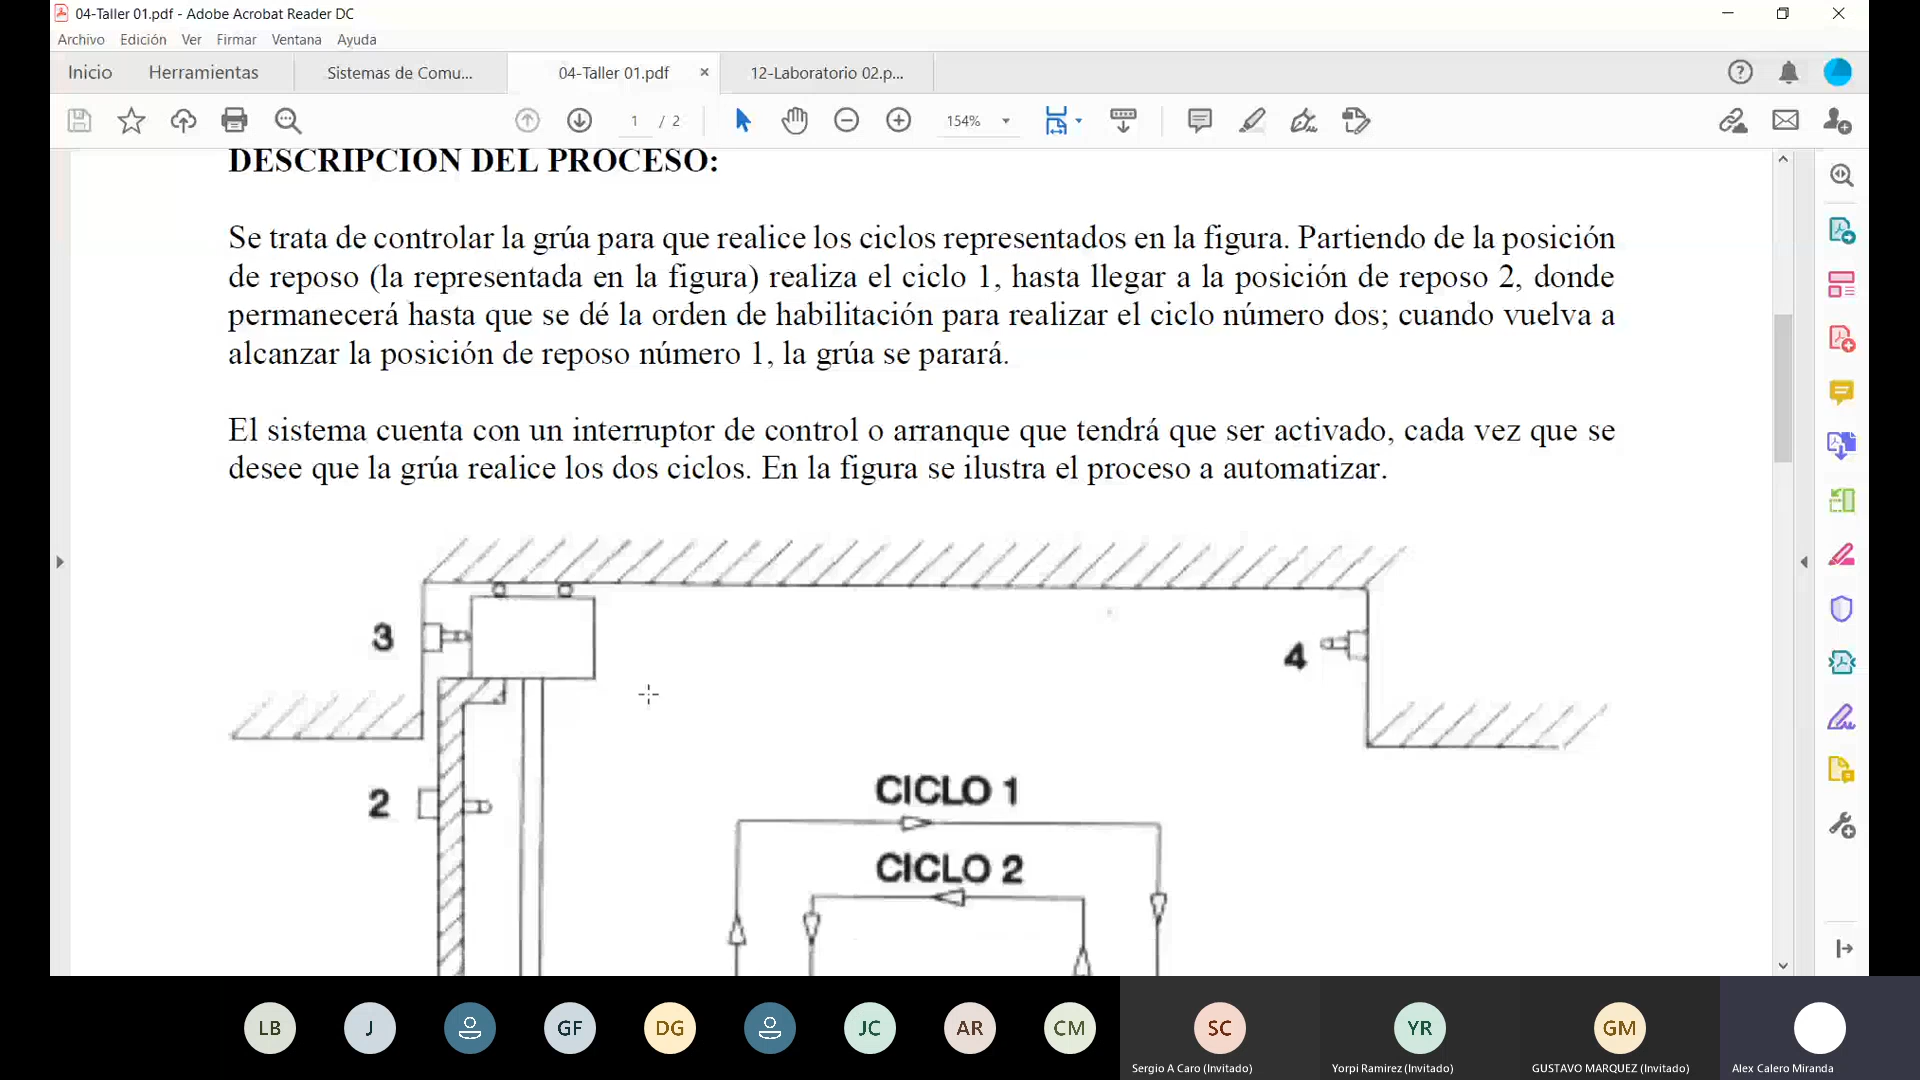 04-Taller 01.pdf - Adobe Acrobat Reader DC
Archivo Edición Ver Firmar Ventana Ayuda
Inicio Herramientas Sistemas de Comu... 04-Taller 01.pdf × 12-Laboratorio 02.p...
1 / 2 154%
DESCRIPCION DEL PROCESO:
Se trata de controlar la grúa para que realice los ciclos representados en la figura. Partiendo de la posición
de reposo (la representada en la figura) realiza el ciclo 1, hasta llegar a la posición de reposo 2, donde
permanecerá hasta que se dé la orden de habilitación para realizar el ciclo número dos; cuando vuelva a
alcanzar la posición de reposo número 1, la grúa se parará.
El sistema cuenta con un interruptor de control o arranque que tendrá que ser activado, cada vez que se
desee que la grúa realice los dos ciclos. En la figura se ilustra el proceso a automatizar.
3
4
2
CICLO 1
CICLO 2
LB J GF DG JC AR CM SC YR GM
Sergio A Caro (Invitado) Yorpi Ramirez (Invitado) GUSTAVO MARQUEZ (Invitado) Alex Calero Miranda